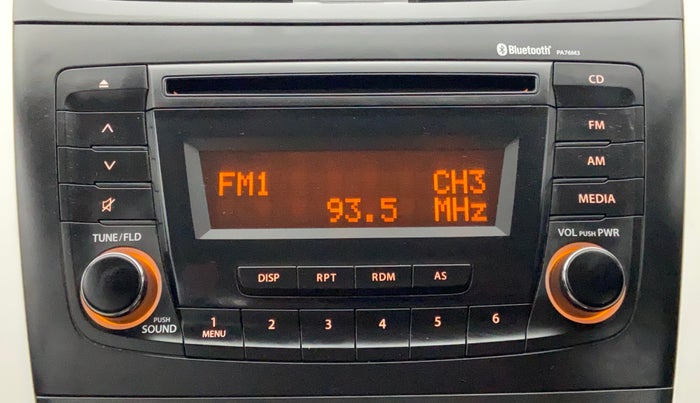 Bluetooth PA76M3
CD
FM
AM
MEDIA
FM1 CH3
93.5 MHz
TUNE/FLD
PUSH
SOUND
VOL PUSH PWR
DISP RPT RDM AS
1 2 3 4 5 6
MENU